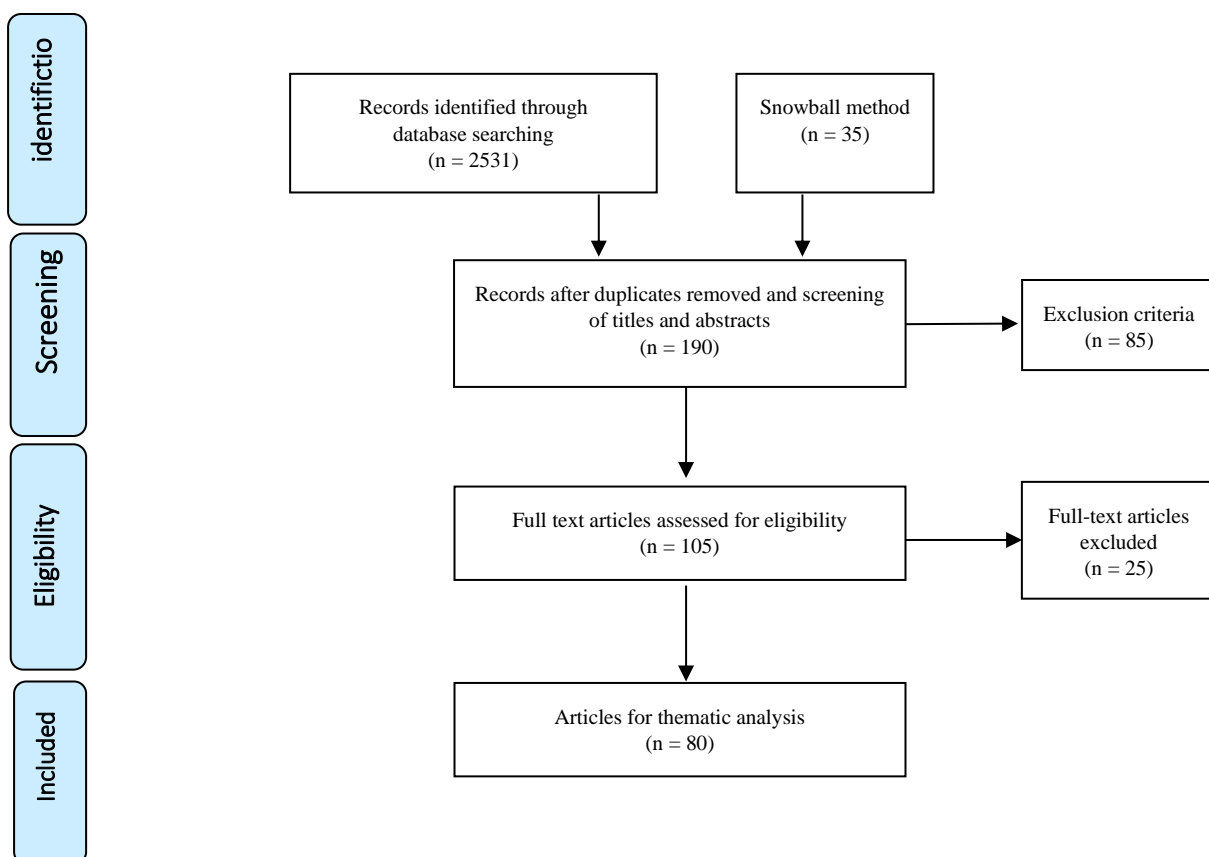 identifictio
Records identified through
database searching
(n = 2531)
Snowball method
(n = 35)
Screening
Records after duplicates removed and screening
of titles and abstracts
(n = 190)
Exclusion criteria
(n = 85)
Eligibility
Full text articles assessed for eligibility
(n = 105)
Full-text articles
excluded
(n = 25)
Included
Articles for thematic analysis
(n = 80)